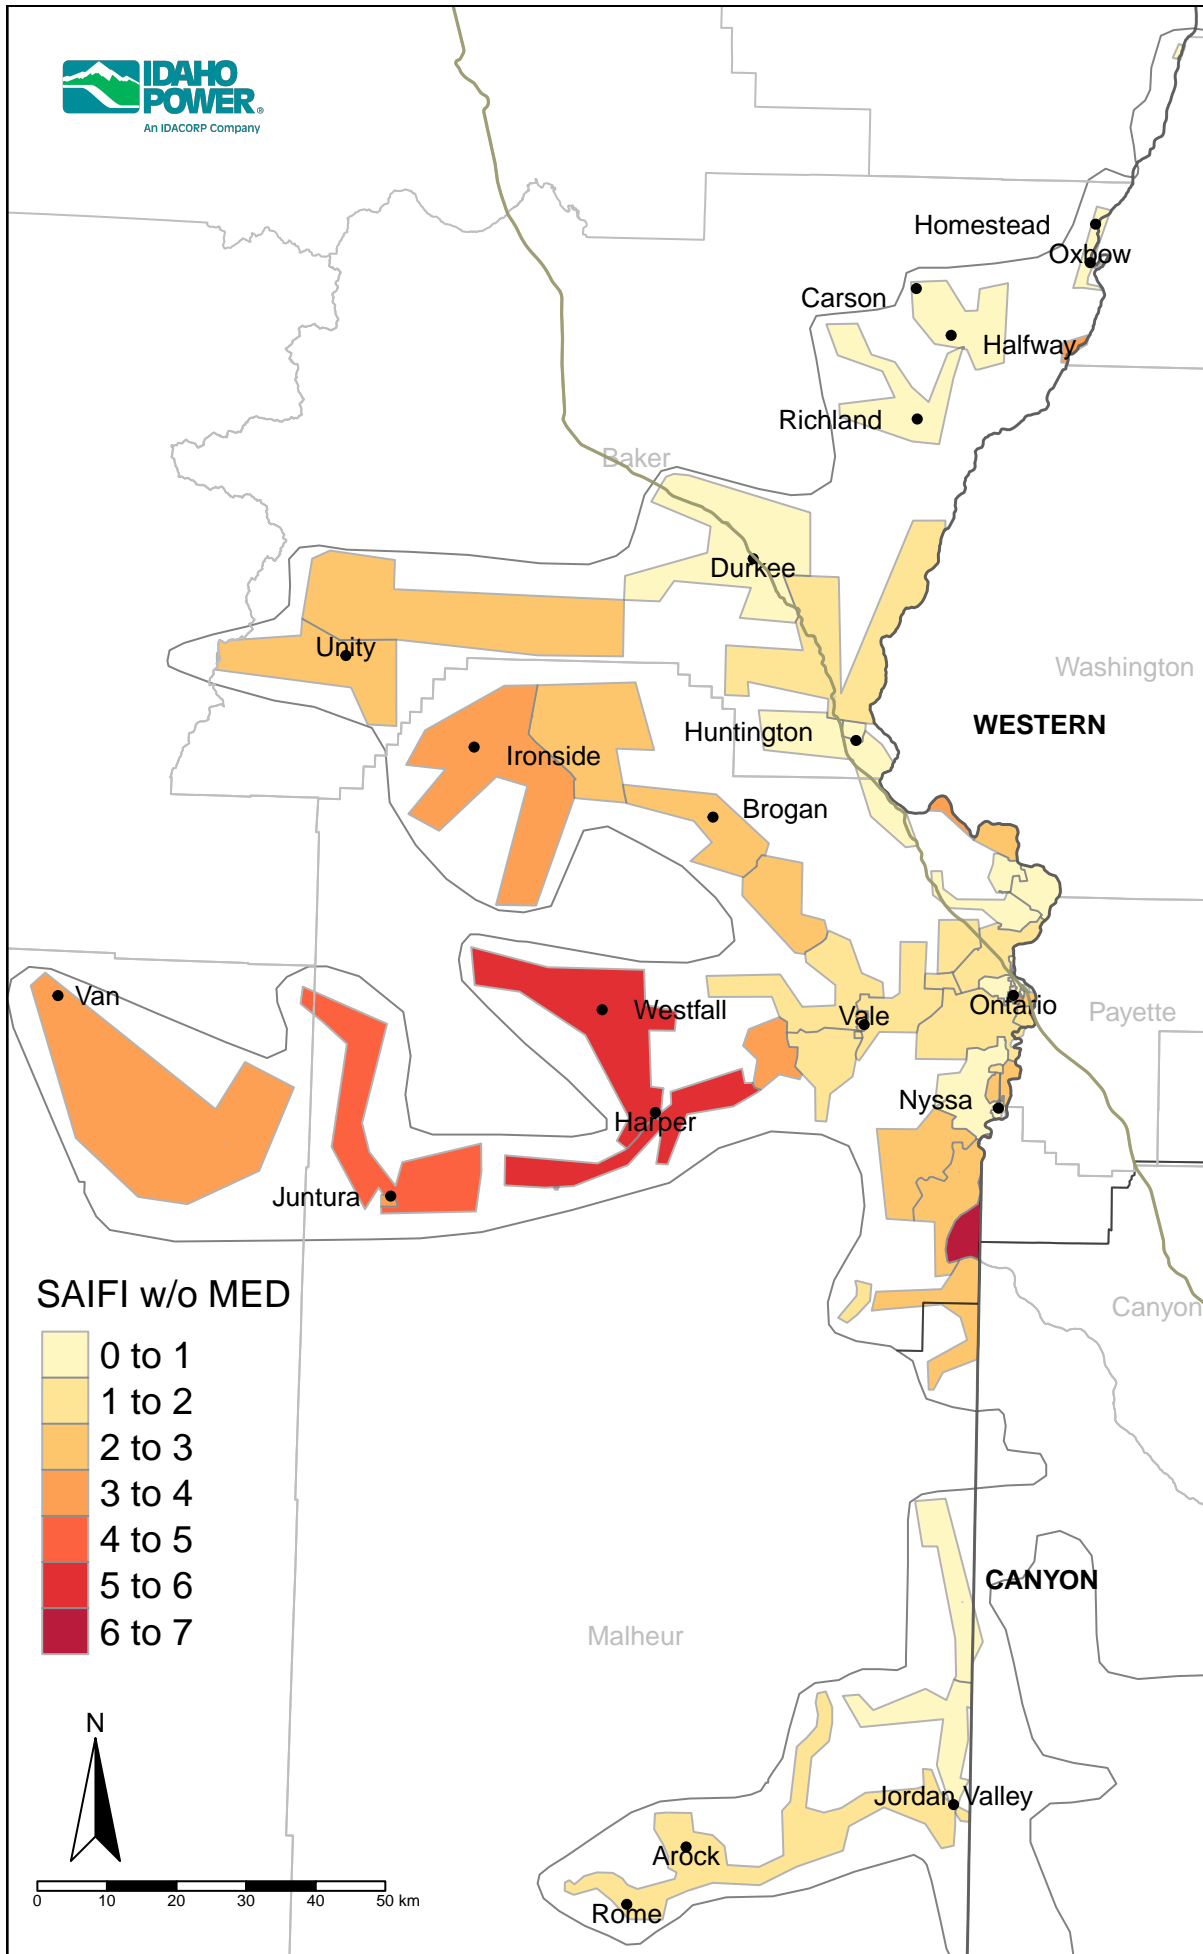 IDAHO
POWER®
An IDACORP Company
Homestead
Oxbow
Carson
Halfway
Richland
Baker
Durkee
Unity
Washington
WESTERN
Huntington
Ironside
Brogan
Van
Westfall
Vale
Ontario
Payette
Nyssa
Harper
Juntura
SAIFI w/o MED
Canyon
0 to 1
1 to 2
2 to 3
3 to 4
4 to 5
5 to 6
6 to 7
CANYON
Malheur
N
Jordan Valley
Arock
Rome
0 10 20 30 40 50 km